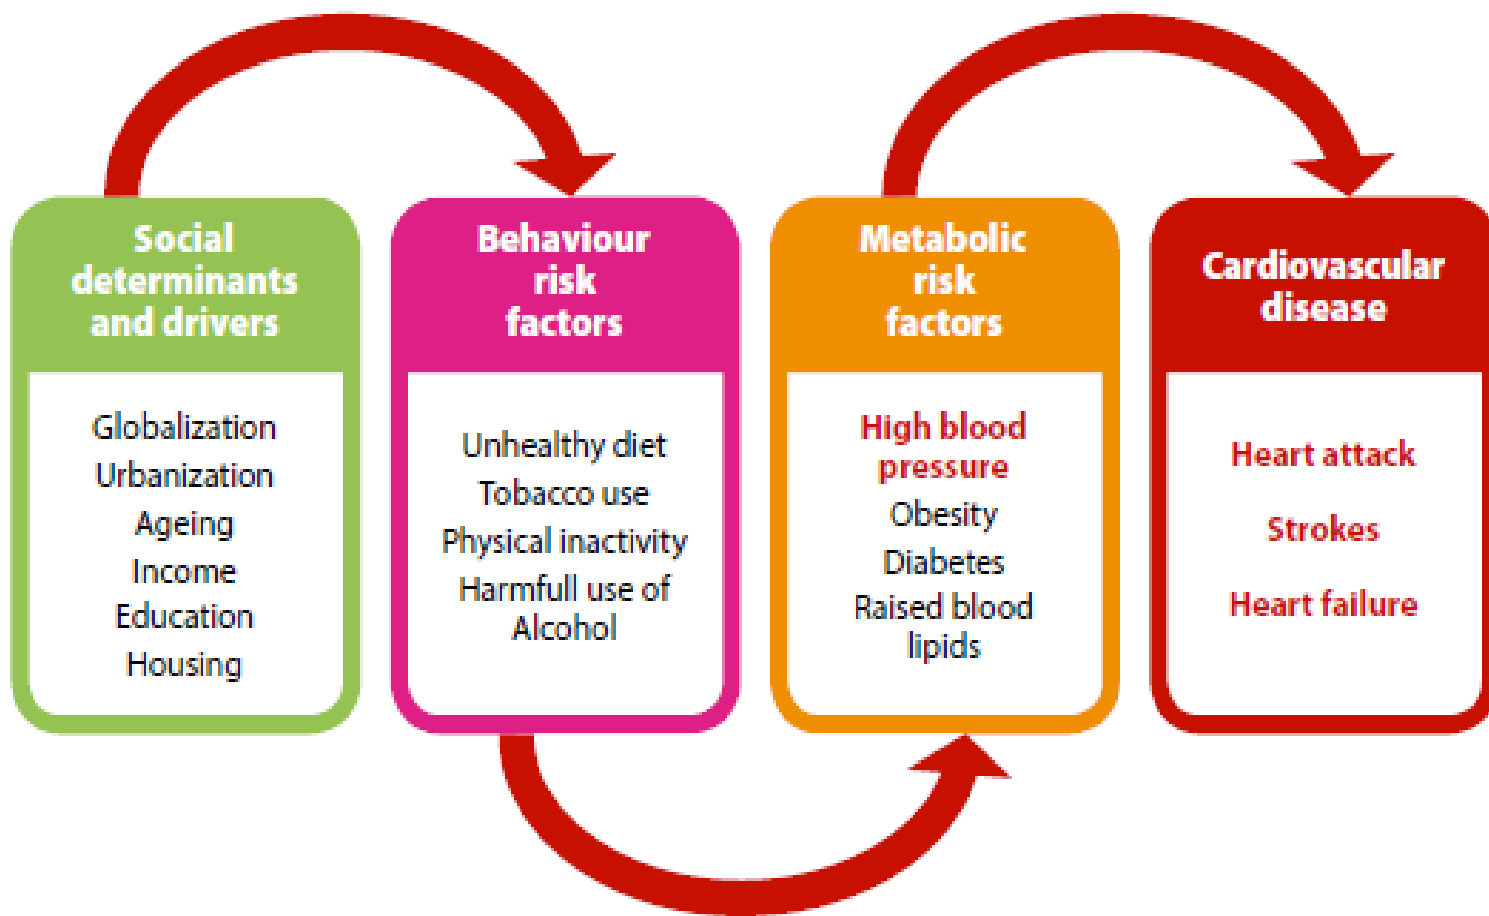 Social
determinants
and drivers
Globalization
Urbanization
Ageing
Income
Education
Housing
Behaviour
risk
factors
Unhealthy diet
Tobacco use
Physical inactivity
Harmfull use of
Alcohol
Metabolic
risk
factors
High blood
pressure
Obesity
Diabetes
Raised blood
lipids
Cardiovascular
disease
Heart attack
Strokes
Heart failure